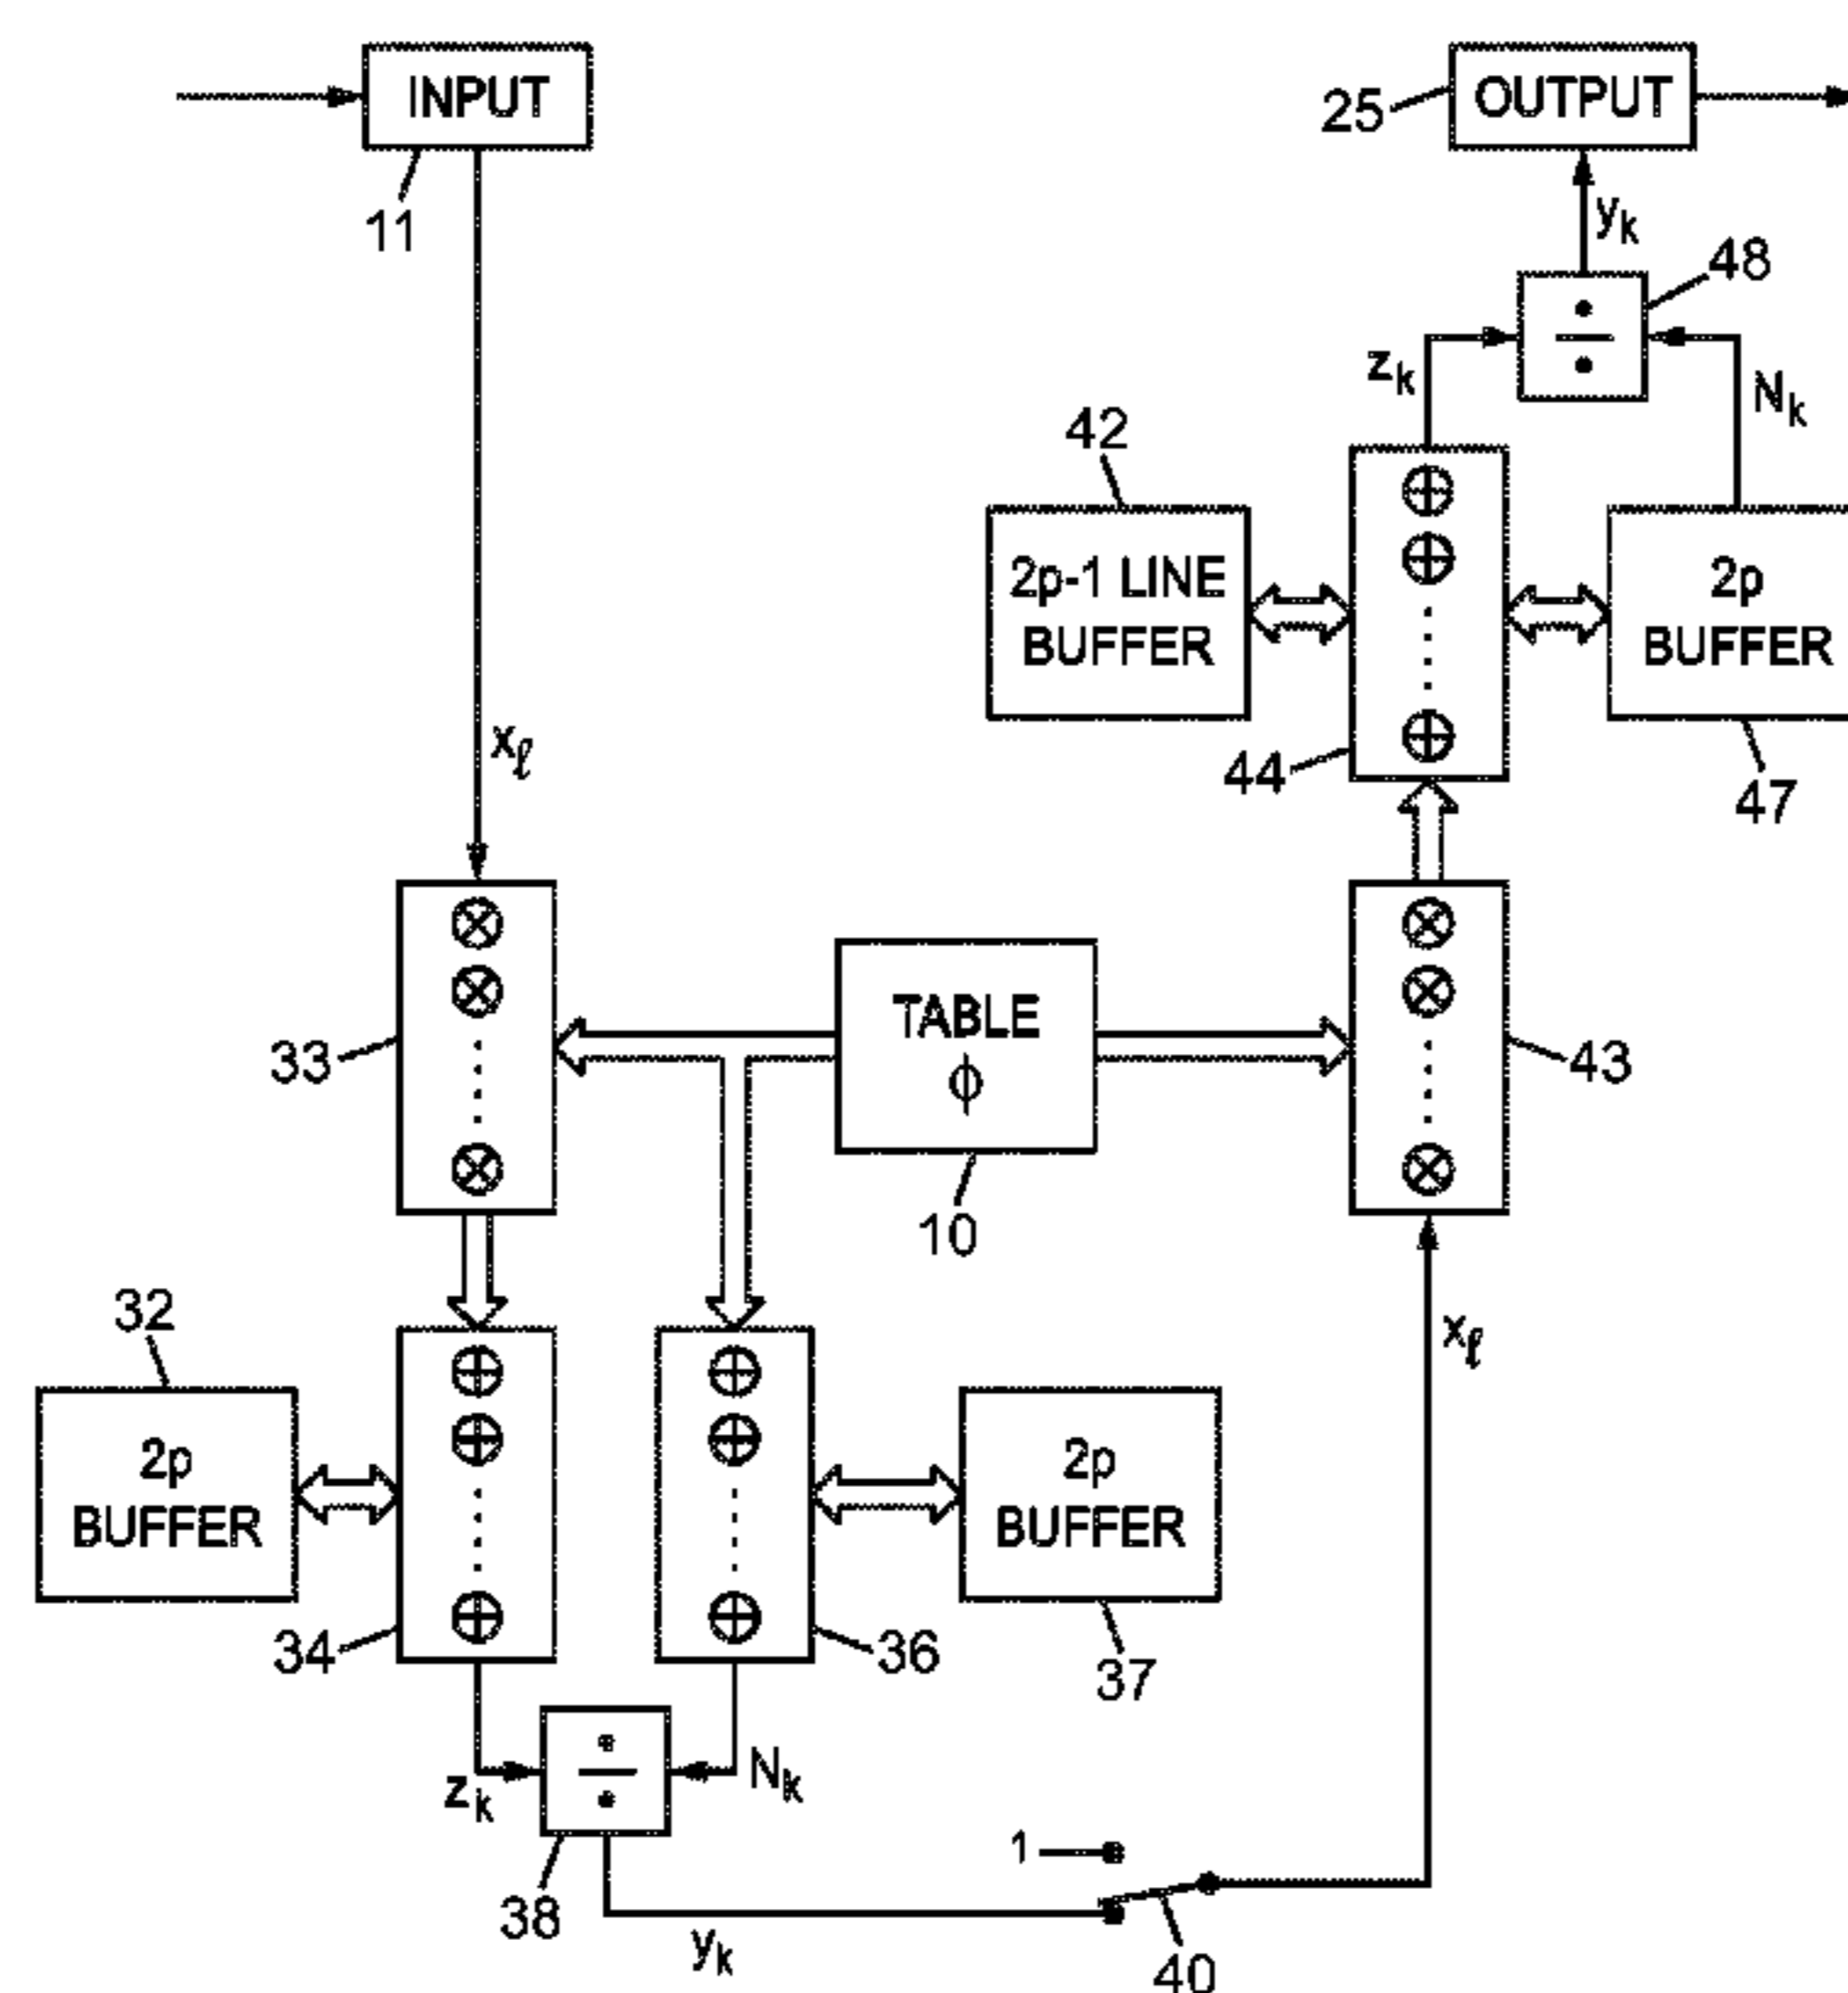 INPUT
25
OUTPUT
11
yk
48
zk
Nk
42
2p-1 LINE
BUFFER
2p
BUFFER
xℓ
44
47
33
TABLE
ϕ
43
10
32
xℓ
2p
BUFFER
2p
BUFFER
34
36
37
zk
Nk
1
38
yk
40